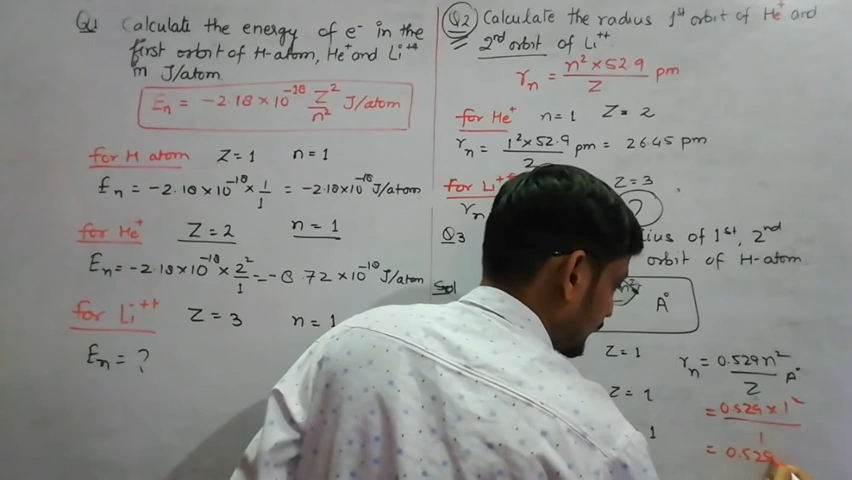 Q1 Calculate the energy of e⁻ in the
first orbit of H-atom, He⁺ and Li⁺⁺
in J/atom
Eₙ = -2.18 × 10⁻¹⁸ Z²/n² J/atom
for H atom Z = 1 n = 1
Eₙ = -2.18 × 10⁻¹⁸ × 1/1 = -2.18 × 10⁻¹⁸ J/atom
for He⁺ Z = 2 n = 1
Eₙ = -2.18 × 10⁻¹⁸ × 2²/1 = -8.72 × 10⁻¹⁸ J/atom
for Li⁺⁺ Z = 3 n = 1
Eₙ = ?
Q2 Calculate the radius 1st orbit of He⁺ and
2nd orbit of Li⁺⁺
rₙ = n² × 52.9 / Z pm
for He⁺ n = 1 Z = 2
rₙ = 1² × 52.9 / 2 pm = 26.45 pm
for Li⁺⁺ Z = 3
rₙ ?
Q3 of 1st, 2nd
orbit of H-atom
Sol
A°
Z = 1
Z = 1
1
rₙ = 0.529 n² / Z A°
= 0.529 × 1² / 1
= 0.529